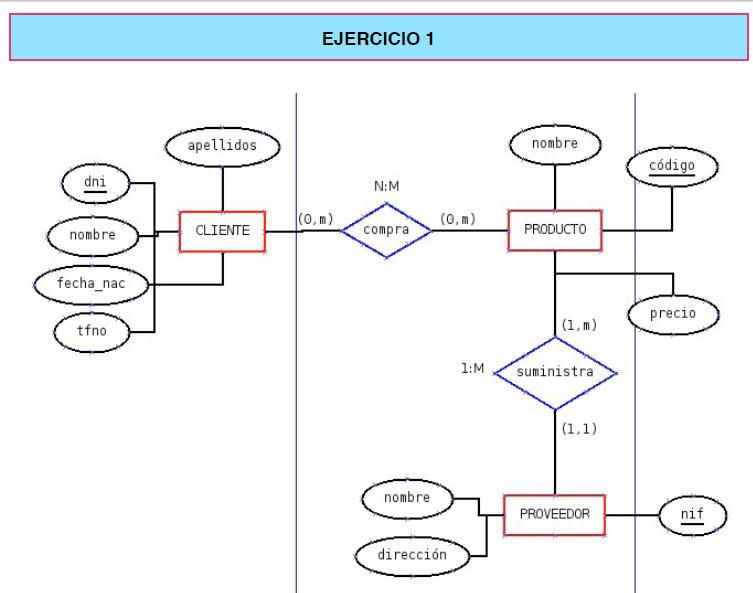 EJERCICIO 1
apellidos
nombre
código
dni
N:M
nombre
CLIENTE
(0,m)
compra
(0,m)
PRODUCTO
fecha_nac
tfno
precio
(1,m)
1:M
suministra
(1,1)
nombre
PROVEEDOR
nif
dirección